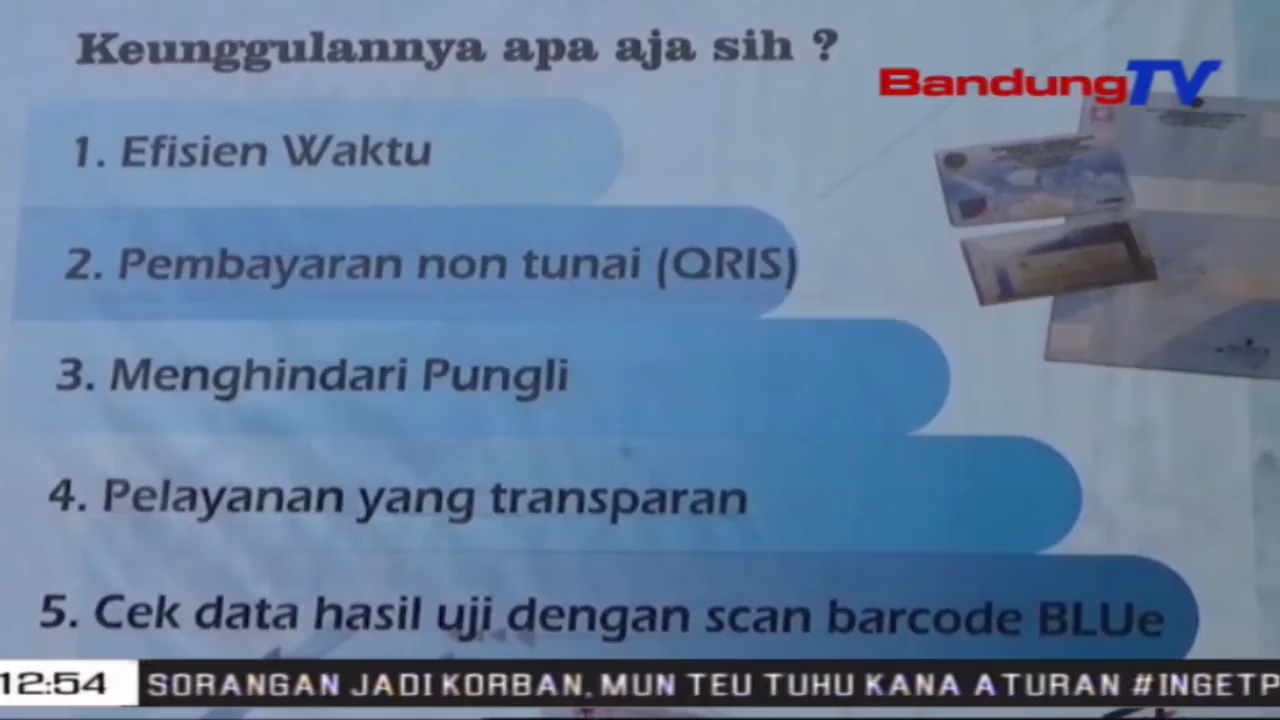 Keunggulannya apa aja sih ?
BandungTV
1. Efisien Waktu
2. Pembayaran non tunai (QRIS)
3. Menghindari Pungli
4. Pelayanan yang transparan
5. Cek data hasil uji dengan scan barcode BLUe
12:54
SORANGAN JADI KORBAN, MUN TEU TUHU KANA ATURAN #INGETP